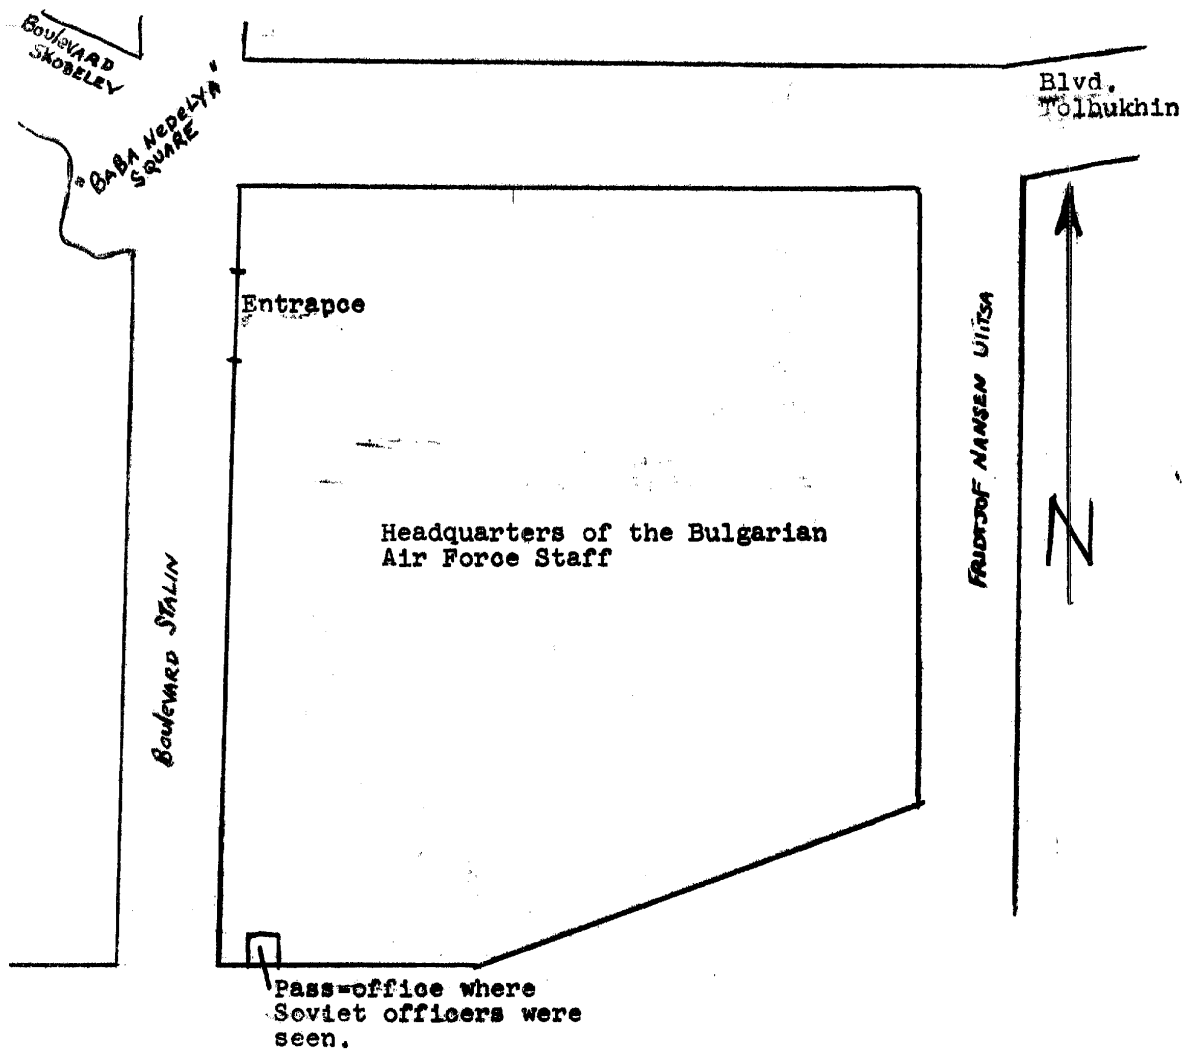 Boulevard
SKOBELEV
"BABA NEDELYA"
SQUARE
Blvd.
Tolbukhin
Entrance
FRIDTJOF NANSEN Ulitsa
N
Headquarters of the Bulgarian
Air Force Staff
Boulevard STALIN
Pass-office where
Soviet officers were
seen.